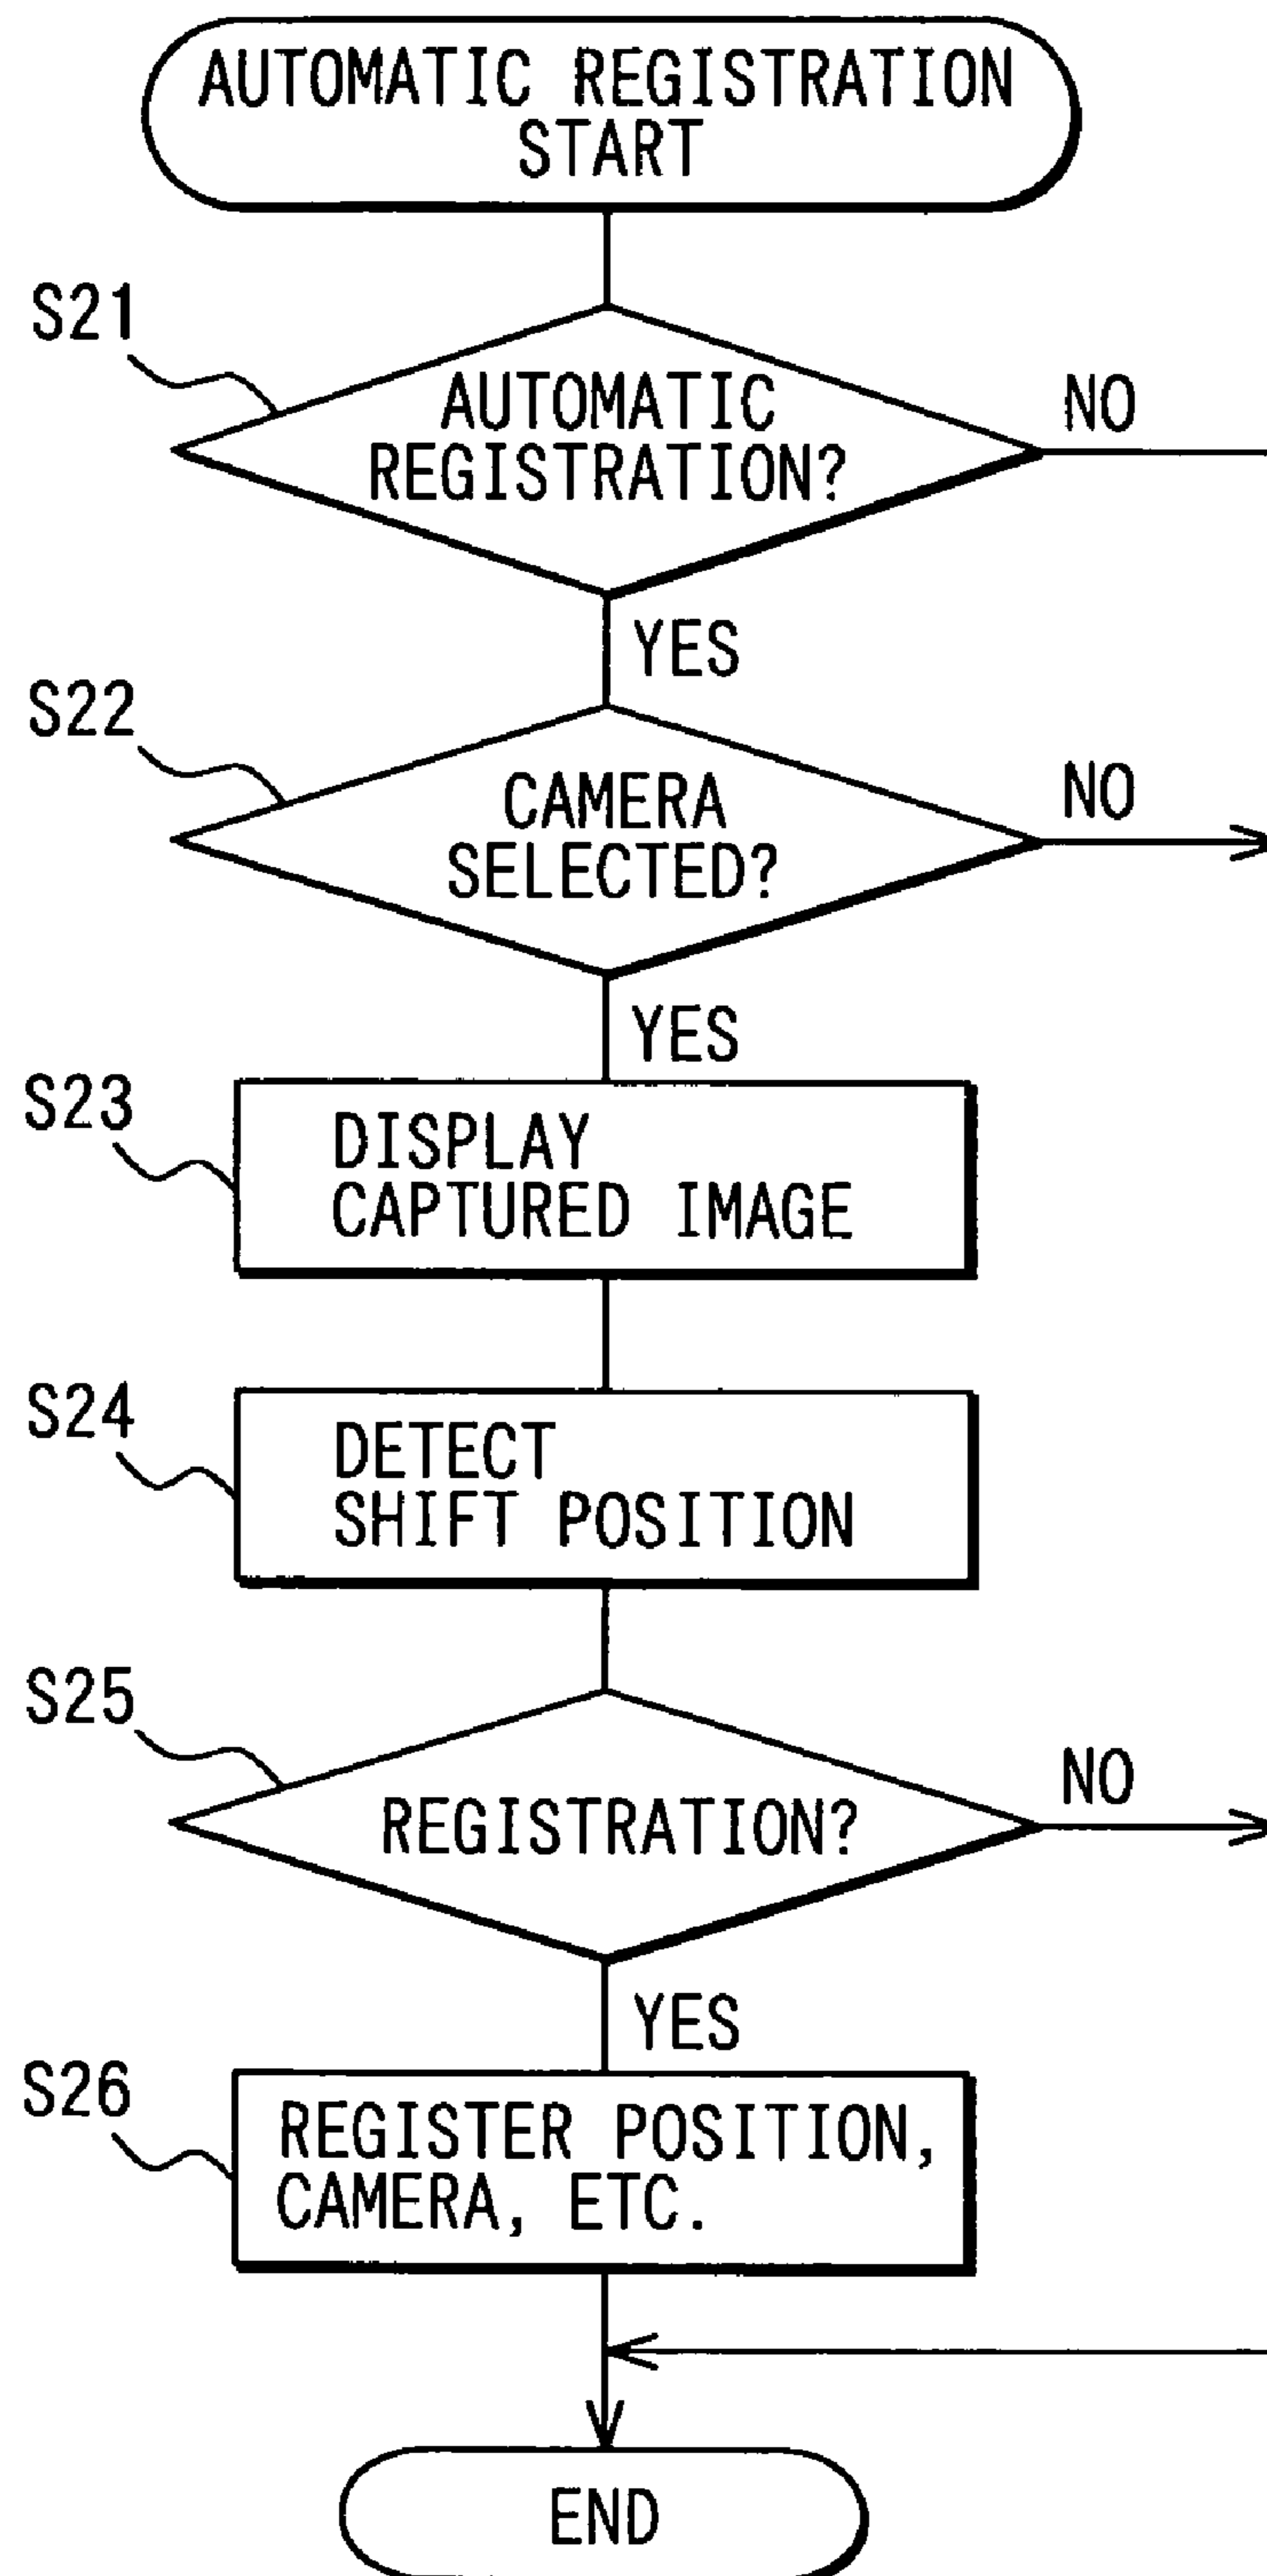 AUTOMATIC REGISTRATION
START
S21
AUTOMATIC
REGISTRATION?
NO
YES
S22
CAMERA
SELECTED?
NO
YES
S23
DISPLAY
CAPTURED IMAGE
S24
DETECT
SHIFT POSITION
S25
REGISTRATION?
NO
YES
S26
REGISTER POSITION,
CAMERA, ETC.
END